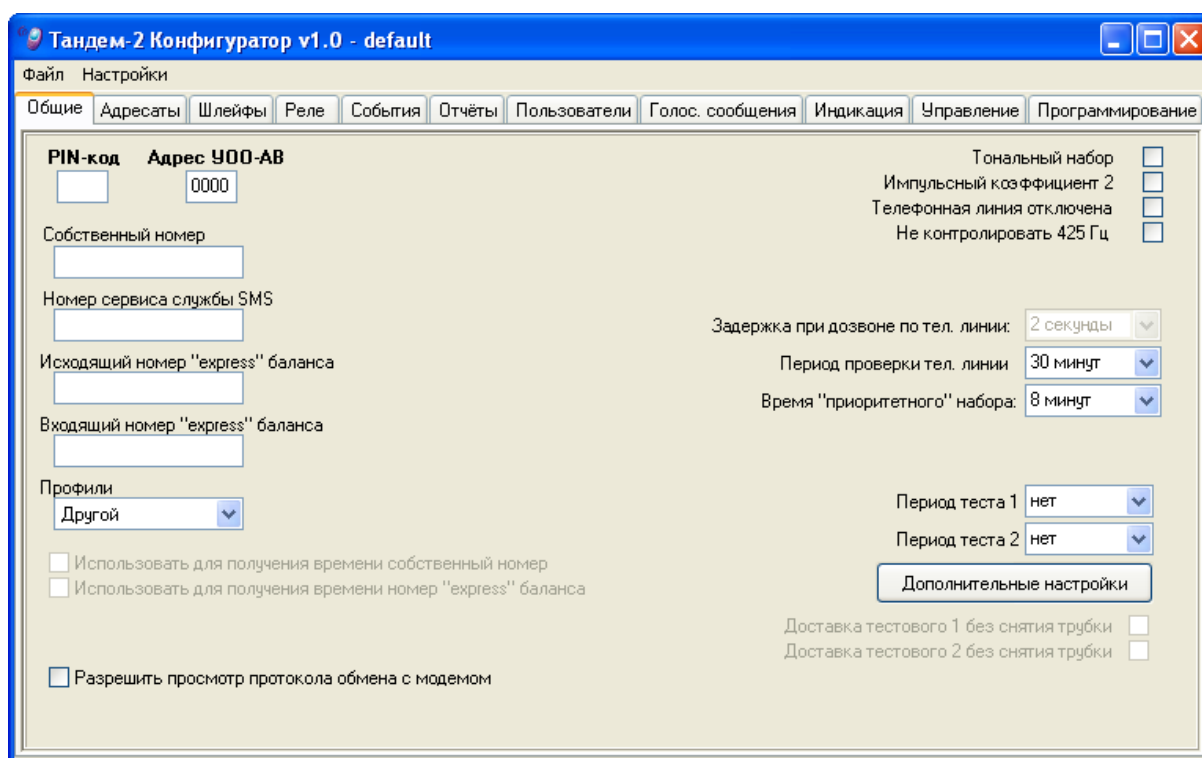 Тандем-2 Конфигуратор v1.0 - default
Файл Настройки
Общие Адресаты Шлейфы Реле События Отчёты Пользователи Голос. сообщения Индикация Управление Программирование
PIN-код Адрес УОО-АВ
0000
Тональный набор
Импульсный коэффициент 2
Телефонная линия отключена
Не контролировать 425 Гц
Собственный номер
Номер сервиса службы SMS
Исходящий номер "express" баланса
Входящий номер "express" баланса
Задержка при дозвоне по тел. линии: 2 секунды
Период проверки тел. линии 30 минут
Время "приоритетного" набора: 8 минут
Профили
Другой
Период теста 1 нет
Период теста 2 нет
Использовать для получения времени собственный номер
Использовать для получения времени номер "express" баланса
Дополнительные настройки
Доставка тестового 1 без снятия трубки
Доставка тестового 2 без снятия трубки
Разрешить просмотр протокола обмена с модемом